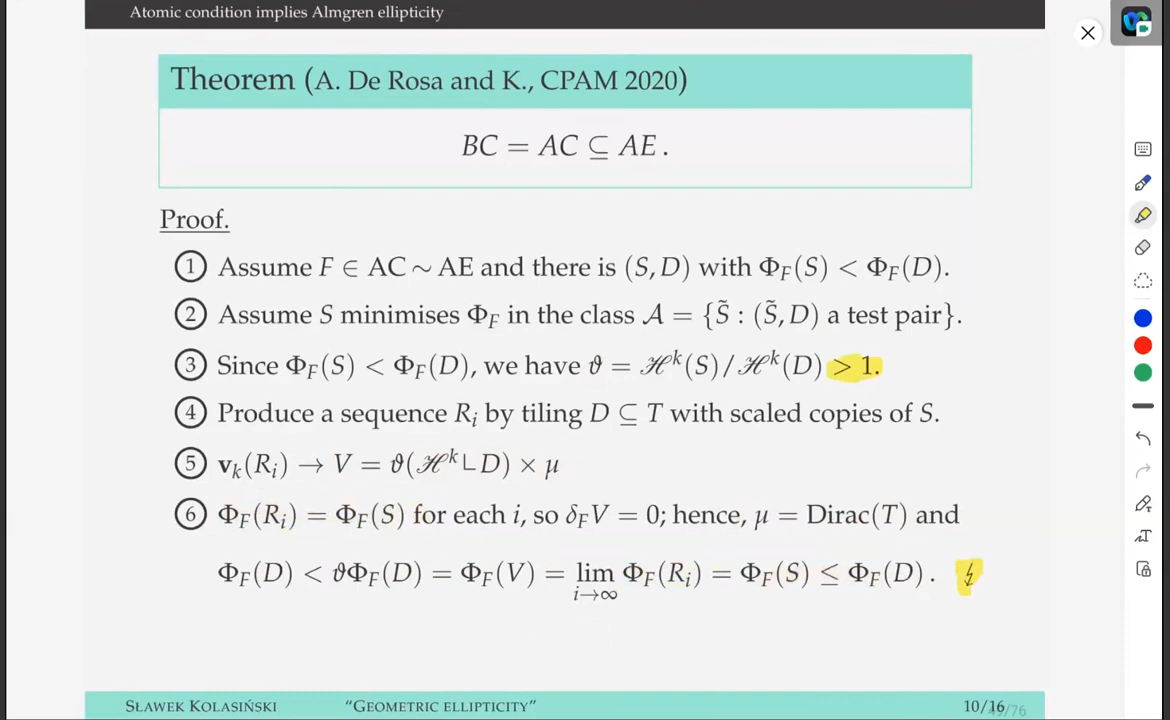 Atomic condition implies Almgren ellipticity
Theorem (A. De Rosa and K., CPAM 2020)
BC = AC ⊆ AE .
Proof.
① Assume F ∈ AC ∼ AE and there is (S, D) with Φ_F(S) < Φ_F(D).
② Assume S minimises Φ_F in the class 𝒜 = {S̃ : (S̃, D) a test pair}.
③ Since Φ_F(S) < Φ_F(D), we have ϑ = ℋ^k(S)/ℋ^k(D) > 1.
④ Produce a sequence R_i by tiling D ⊆ T with scaled copies of S.
⑤ v_k(R_i) → V = ϑ(ℋ^k ⌞ D) × μ
⑥ Φ_F(R_i) = Φ_F(S) for each i, so δ_F V = 0; hence, μ = Dirac(T) and
Φ_F(D) < ϑΦ_F(D) = Φ_F(V) = lim_{i→∞} Φ_F(R_i) = Φ_F(S) ≤ Φ_F(D) . ↯
SŁAWEK KOLASIŃSKI "GEOMETRIC ELLIPTICITY" 10/16